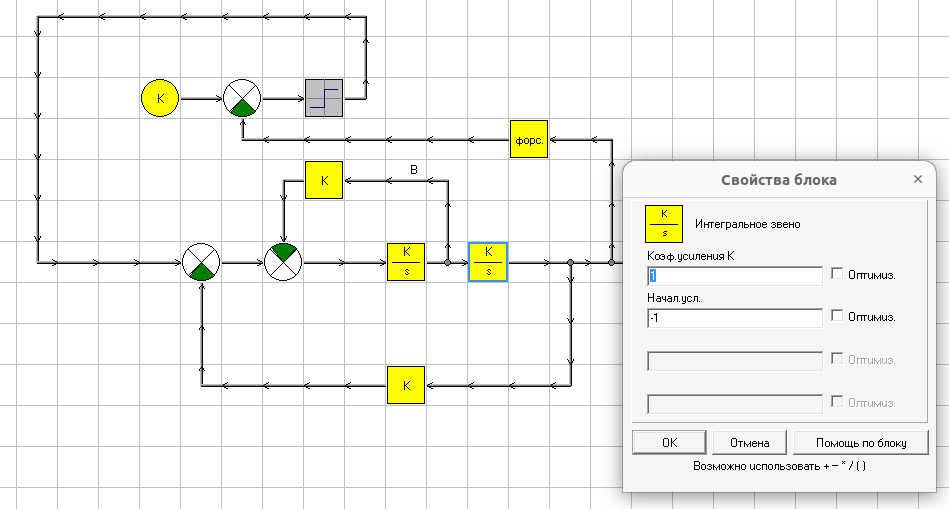 К
форс.
К
В
К
s
К
s
К
Свойства блока
×
К
s
Интегральное звено
Коэф.усиления К
1
Оптимиз.
Начал.усл.
-1
Оптимиз.
Оптимиз.
Оптимиз.
ОК
Отмена
Помощь по блоку
Возможно использовать + − * / ( )